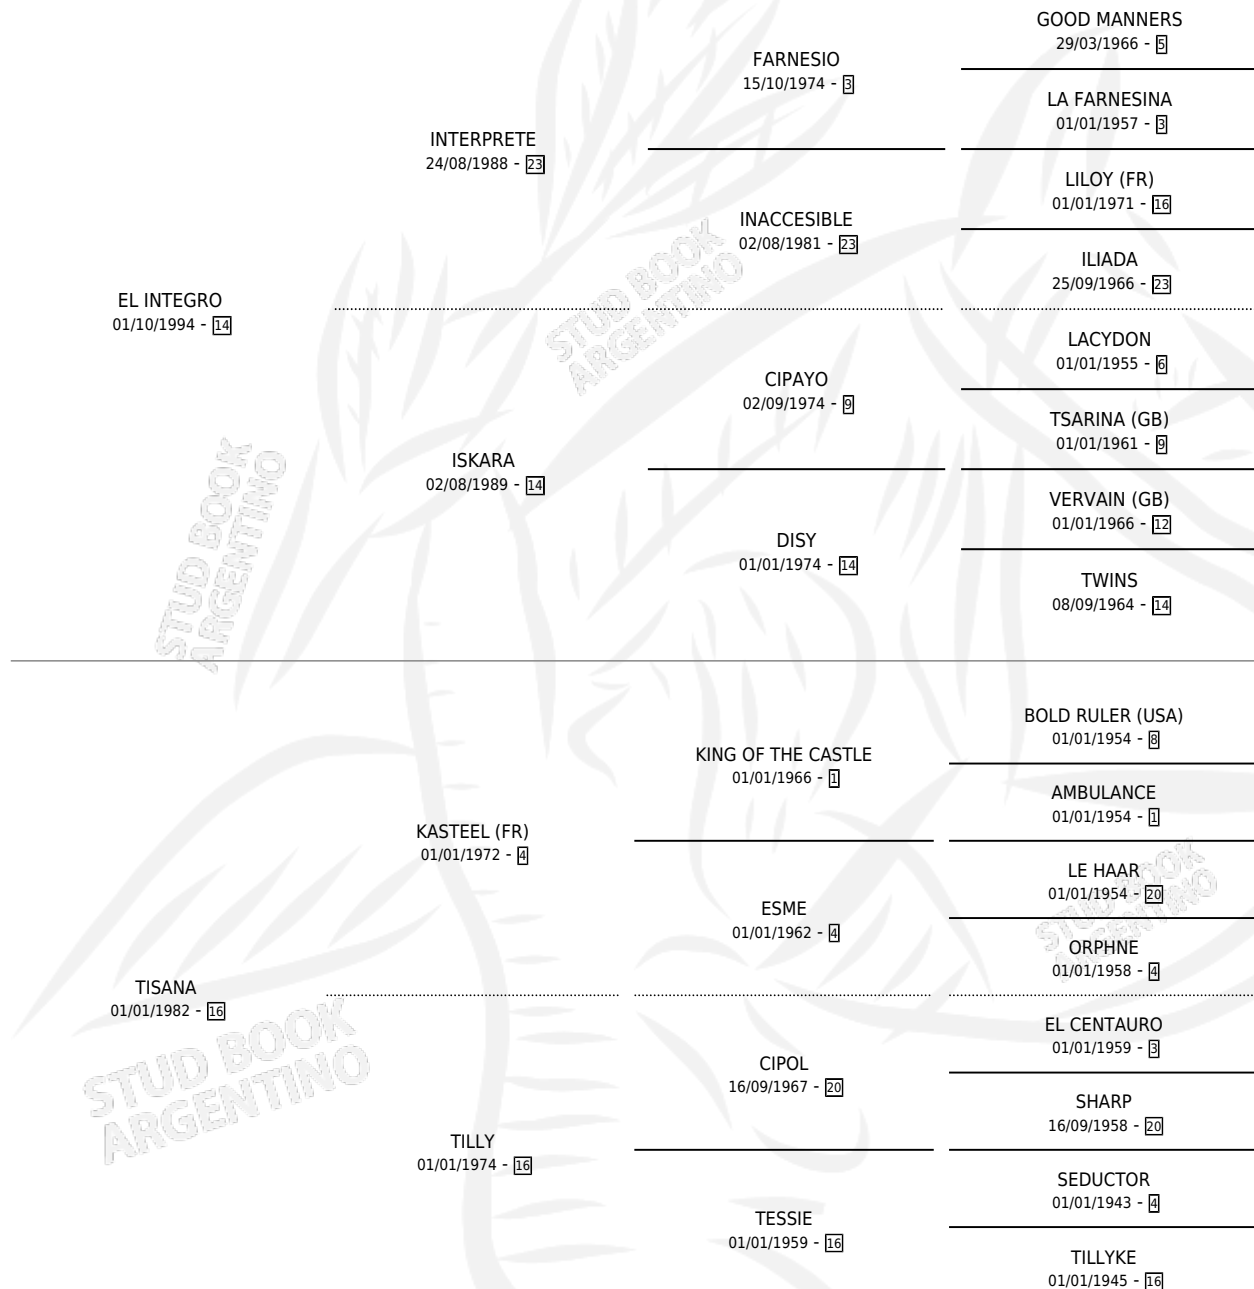 GOOD MANNERS
29/03/1966 - 5
FARNESIO
15/10/1974 - 3
LA FARNESINA
01/01/1957 - 3
INTERPRETE
24/08/1988 - 23
LILOY (FR)
01/01/1971 - 16
INACCESIBLE
02/08/1981 - 23
ILIADA
25/09/1966 - 23
EL INTEGRO
01/10/1994 - 14
LACYDON
01/01/1955 - 6
CIPAYO
02/09/1974 - 9
TSARINA (GB)
01/01/1961 - 9
ISKARA
02/08/1989 - 14
VERVAIN (GB)
01/01/1966 - 12
DISY
01/01/1974 - 14
TWINS
08/09/1964 - 14
BOLD RULER (USA)
01/01/1954 - 8
KING OF THE CASTLE
01/01/1966 - 1
AMBULANCE
01/01/1954 - 1
KASTEEL (FR)
01/01/1972 - 4
LE HAAR
01/01/1954 - 20
ESME
01/01/1962 - 4
ORPHNE
01/01/1958 - 4
TISANA
01/01/1982 - 16
EL CENTAURO
01/01/1959 - 3
CIPOL
16/09/1967 - 20
SHARP
16/09/1958 - 20
TILLY
01/01/1974 - 16
SEDUCTOR
01/01/1943 - 4
TESSIE
01/01/1959 - 16
TILLYKE
01/01/1945 - 16
STUD BOOK
ARGENTINO
STUD BOOK
ARGENTINO
STUD BOOK
ARGENTINO
STUD BOOK
ARGENTINO